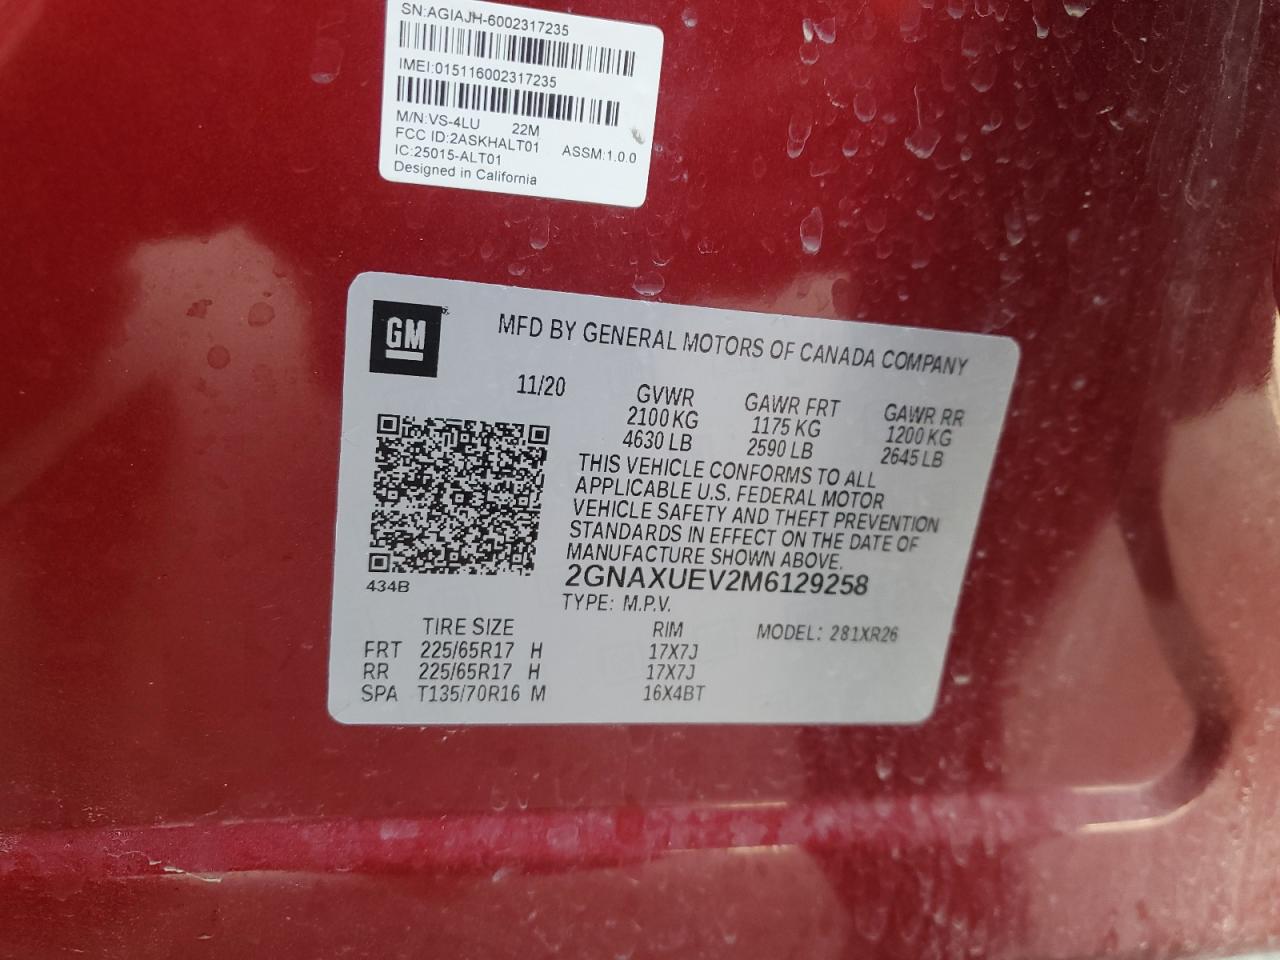 SN:AGIAJH-6002317235
IMEI:015116002317235
M/N:VS-4LU 22M
FCC ID:2ASKHALT01 ASSM:1.0.0
IC:25015-ALT01
Designed in California
GM
MFD BY GENERAL MOTORS OF CANADA COMPANY
11/20 GVWR GAWR FRT GAWR RR
2100 KG 1175 KG 1200 KG
4630 LB 2590 LB 2645 LB
THIS VEHICLE CONFORMS TO ALL
APPLICABLE U.S. FEDERAL MOTOR
VEHICLE SAFETY AND THEFT PREVENTION
STANDARDS IN EFFECT ON THE DATE OF
MANUFACTURE SHOWN ABOVE.
434B 2GNAXUEV2M6129258
TYPE: M.P.V.
TIRE SIZE RIM MODEL: 281XR26
FRT 225/65R17 H 17X7J
RR 225/65R17 H 17X7J
SPA T135/70R16 M 16X4BT